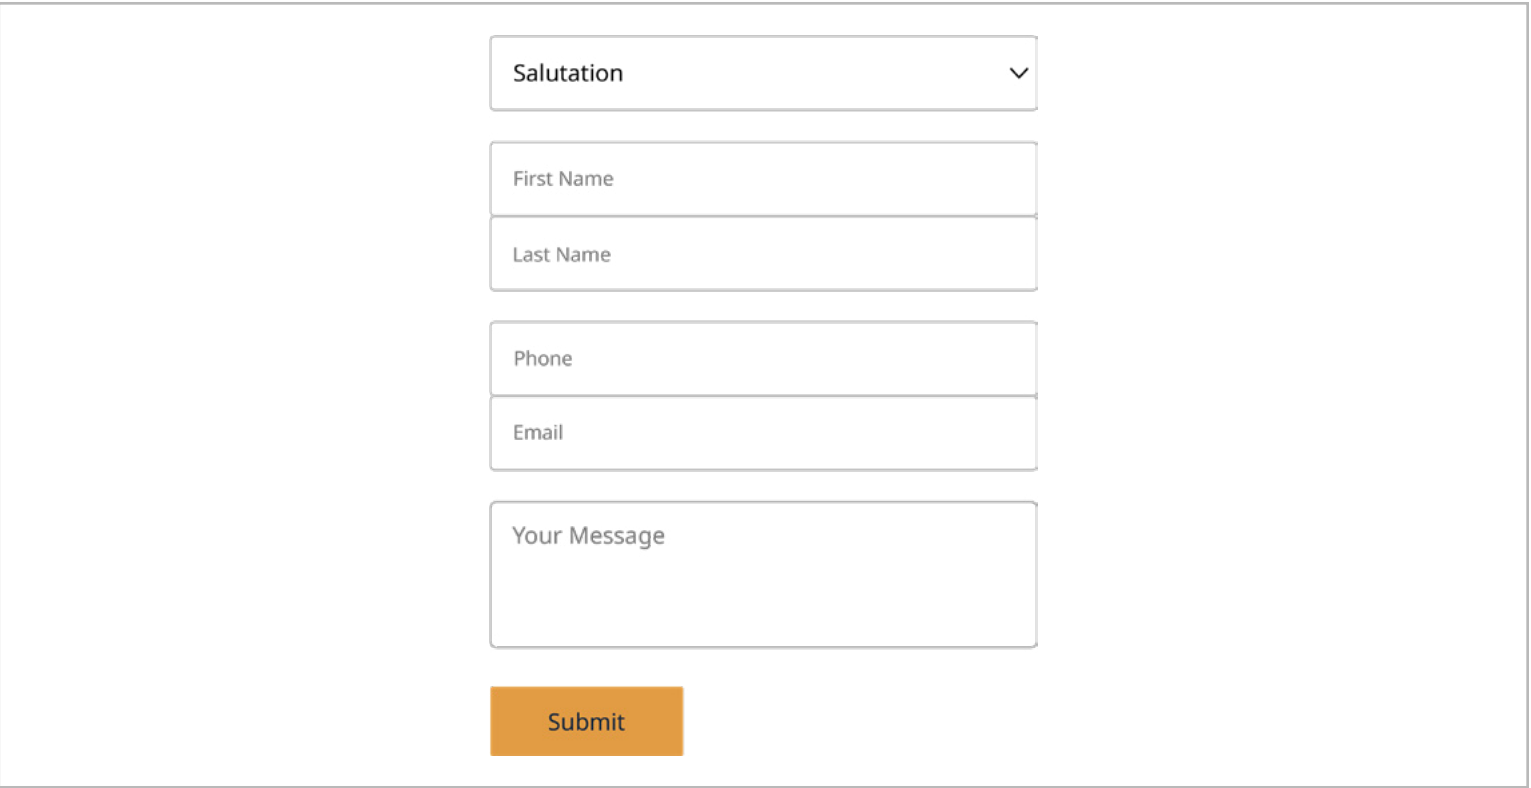 Salutation
First Name
Last Name
Phone
Email
Your Message
Submit